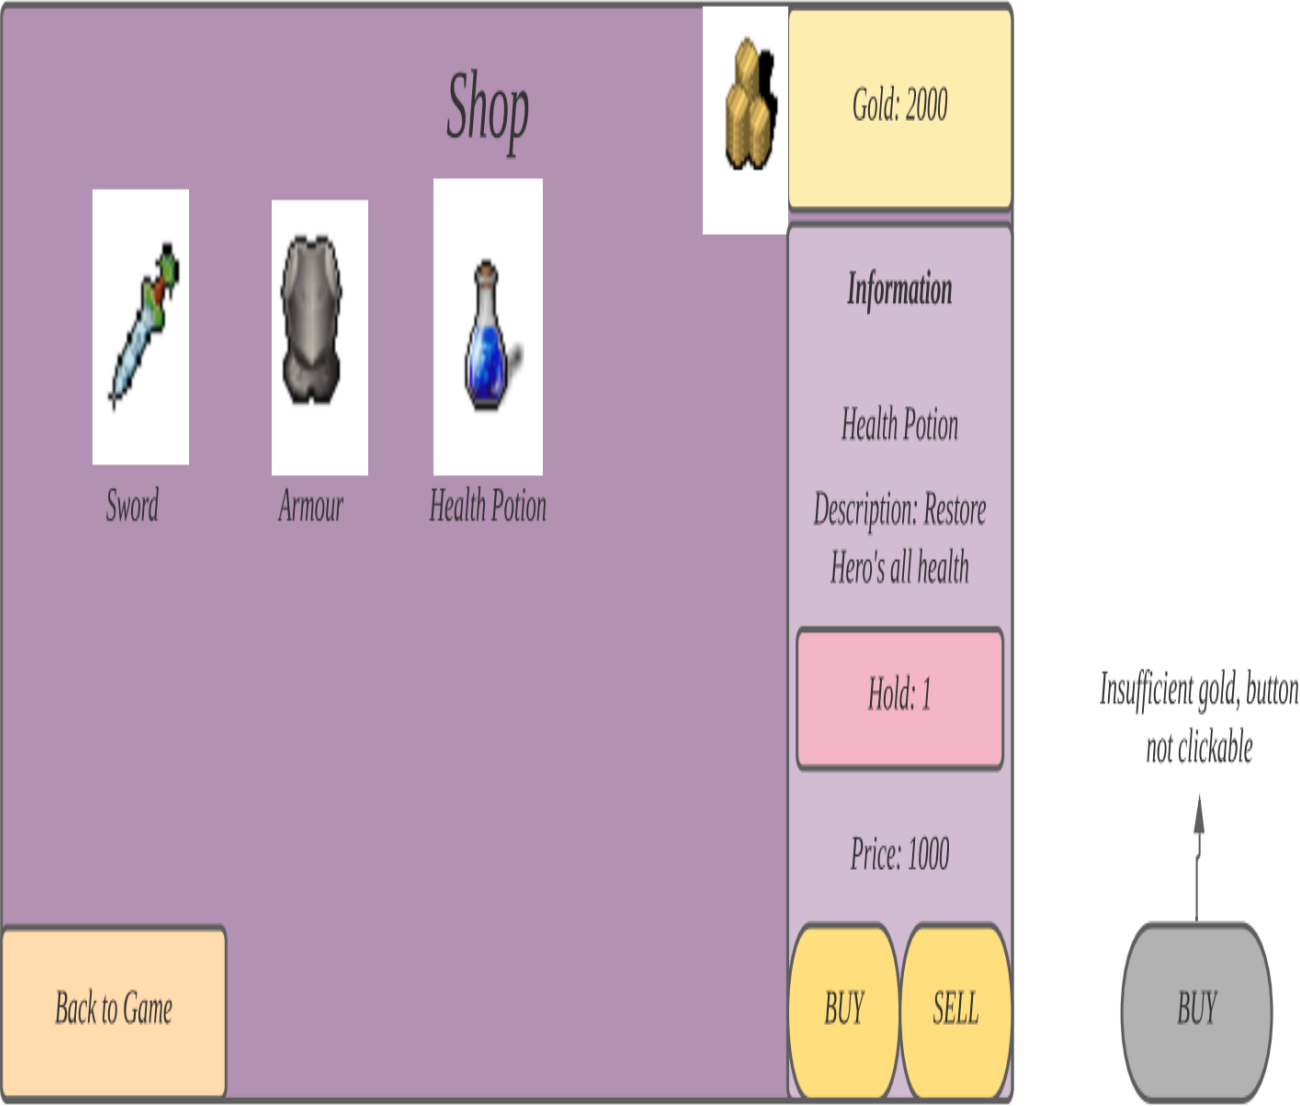 Shop
Gold: 2000
Sword
Armour
Health Potion
Information
Health Potion
Description: Restore
Hero's all health
Hold: 1
Price: 1000
BUY
SELL
Back to Game
Insufficient gold, button
not clickable
BUY